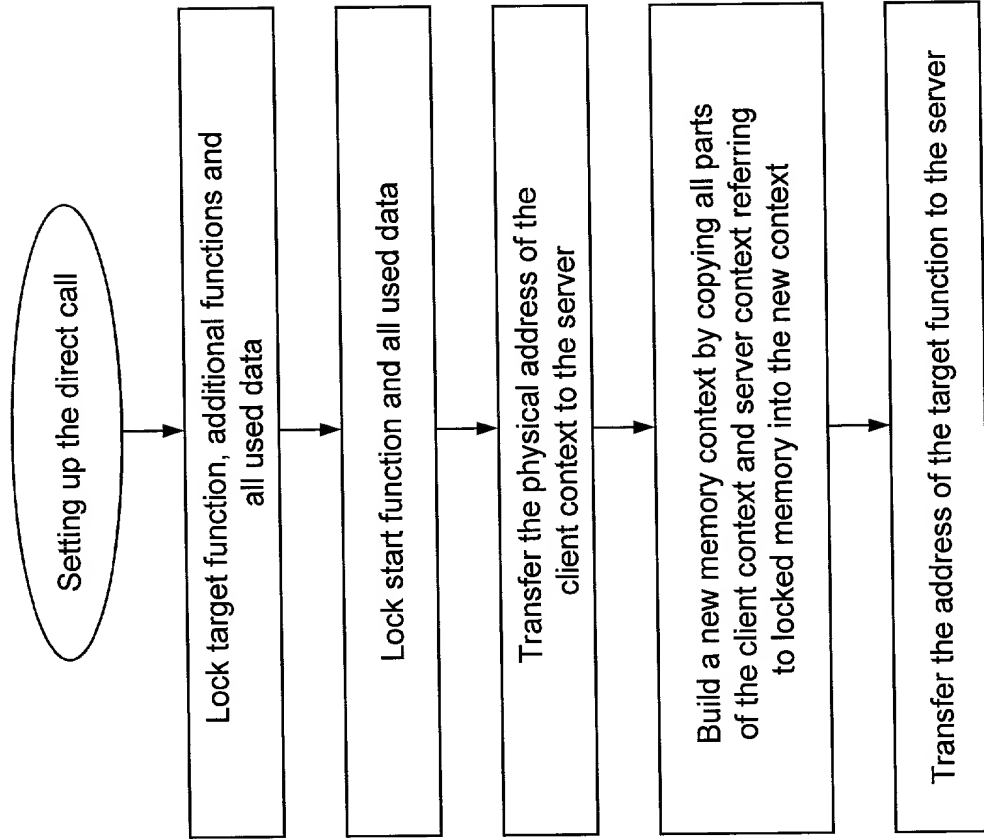 Setting up the direct call
Lock target function, additional functions and
all used data
Lock start function and all used data
Transfer the physical address of the
client context to the server
Build a new memory context by copying all parts
of the client context and server context referring
to locked memory into the new context
Transfer the address of the target function to the server